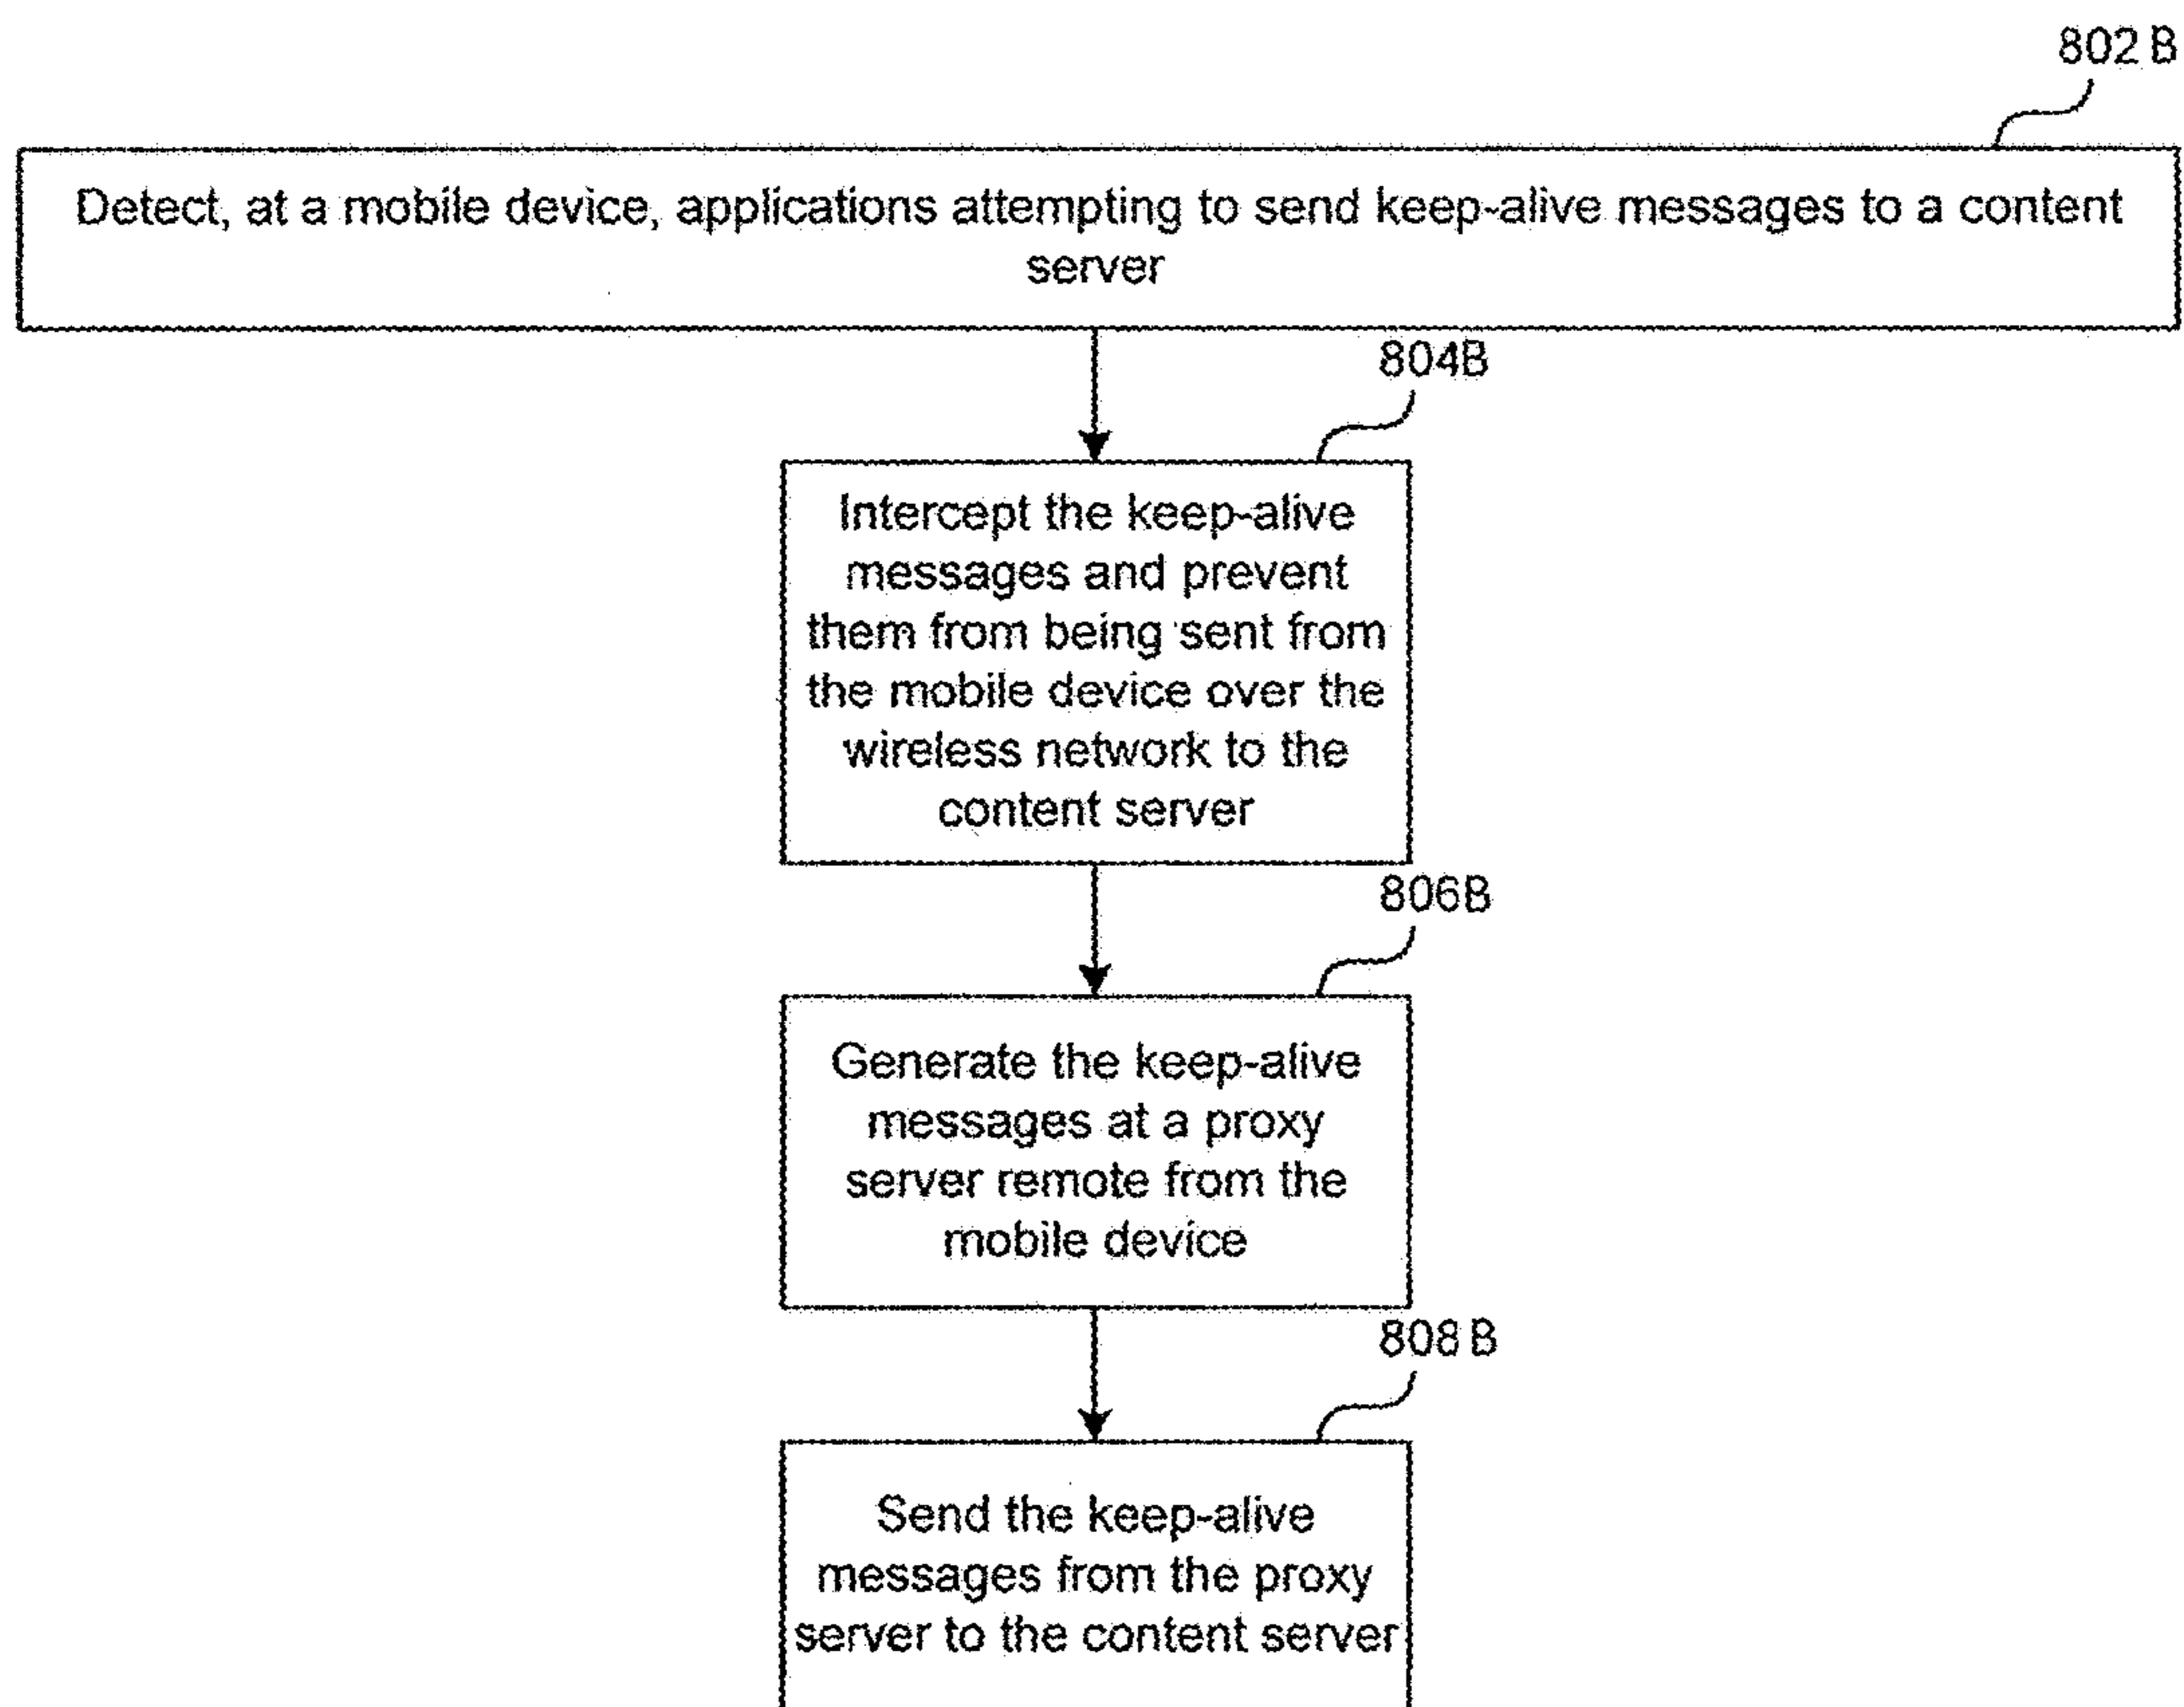 802B
Detect, at a mobile device, applications attempting to send keep-alive messages to a content
server
804B
Intercept the keep-alive
messages and prevent
them from being sent from
the mobile device over the
wireless network to the
content server
806B
Generate the keep-alive
messages at a proxy
server remote from the
mobile device
808B
Send the keep-alive
messages from the proxy
server to the content server